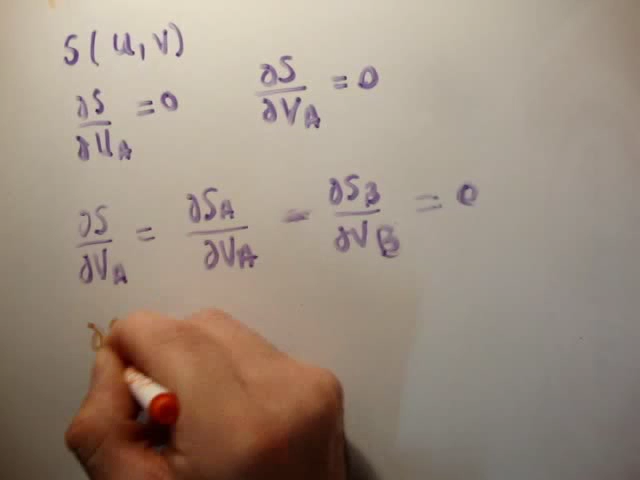 S(U,V)
∂S/∂U_A = 0    ∂S/∂V_A = 0
∂S/∂V_A = ∂S_A/∂V_A - ∂S_B/∂V_B = 0